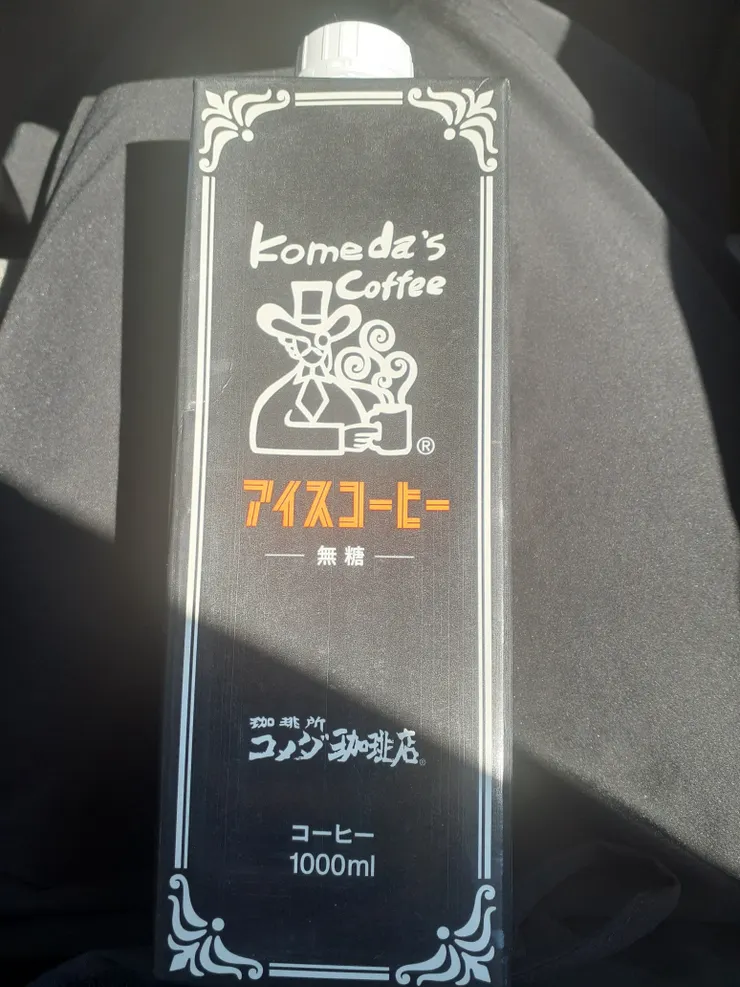 Komeda's
Coffee
®
アイスコーヒー
無糖
珈琲所
コメダ珈琲店®
コーヒー
1000ml